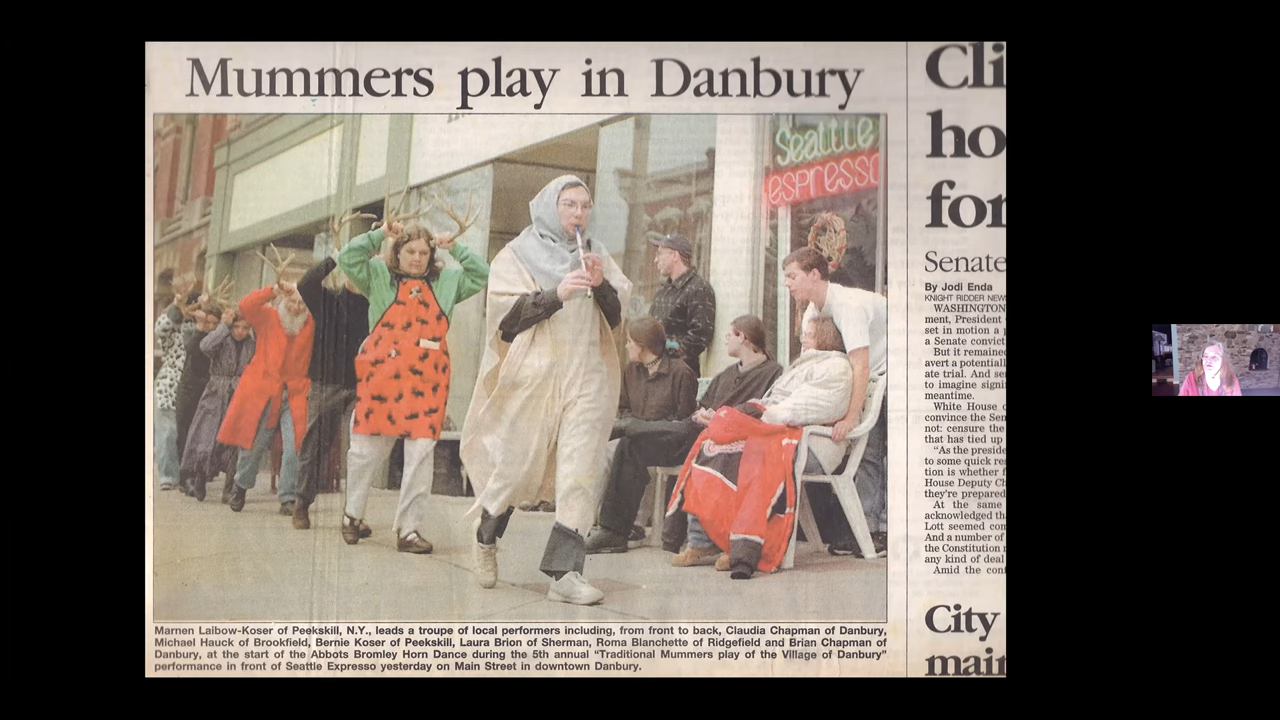 Mummers play in Danbury
Seattle
espresso
Marnen Laibow-Koser of Peekskill, N.Y., leads a troupe of local performers including, from front to back, Claudia Chapman of Danbury,
Michael Hauck of Brookfield, Bernie Koser of Peekskill, Laura Brion of Sherman, Roma Blanchette of Ridgefield and Brian Chapman of
Danbury, at the start of the Abbots Bromley Horn Dance during the 5th annual “Traditional Mummers play of the Village of Danbury”
performance in front of Seattle Expresso yesterday on Main Street in downtown Danbury.
Cli
ho
for
Senate
By Jodi Enda
KNIGHT RIDDER NEW
WASHINGTON
ment, President
set in motion a p
a Senate convict
But it remaine
avert a potentiall
ate trial. And sen
to imagine signi
meantime.
White House o
convince the Sen
not: censure the
that has tied up
“As the preside
to some quick res
tion is whether f
House Deputy Ch
they're prepared
At the same
acknowledged th
Lott seemed con
And a number of
the Constitution r
any kind of deal
Amid the conf
City
main